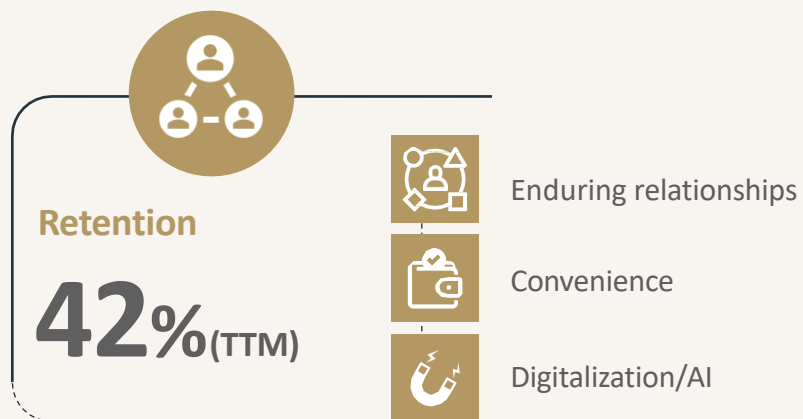 Retention
42%(TTM)
Enduring relationships
Convenience
Digitalization/AI